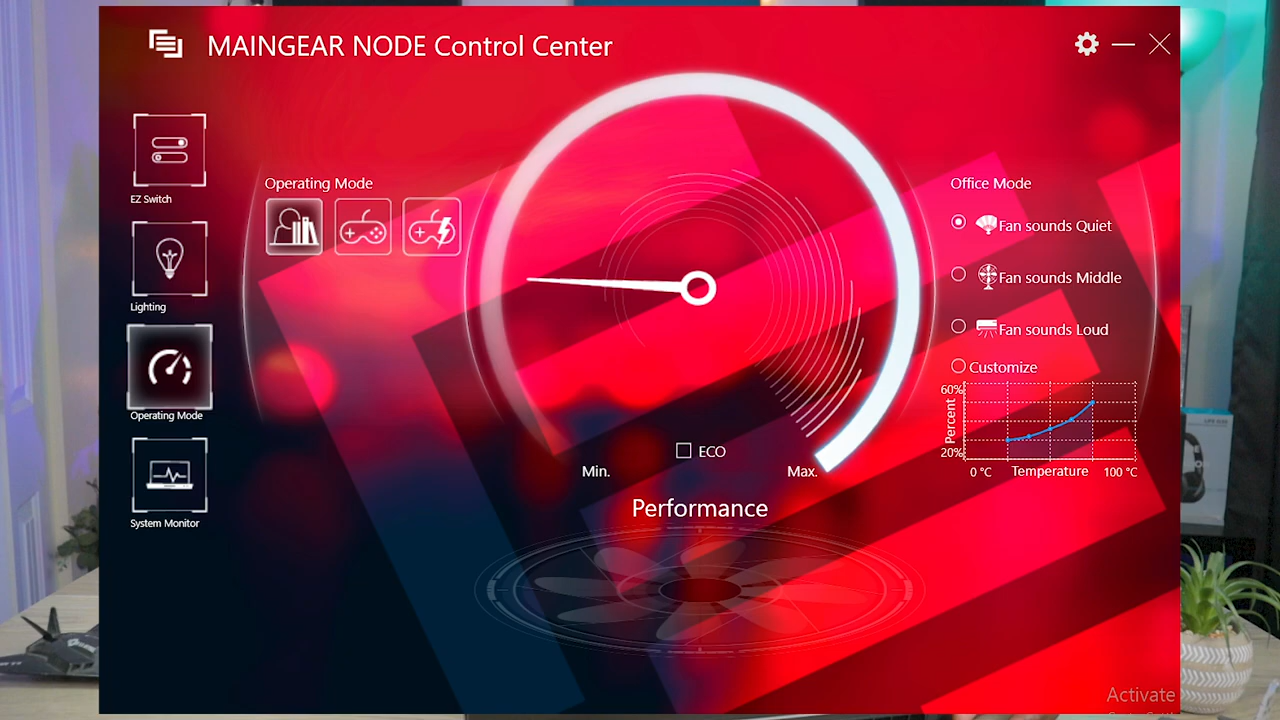 MAINGEAR NODE Control Center
EZ Switch
Lighting
Operating Mode
System Monitor
Operating Mode
ECO
Min.
Max.
Performance
Office Mode
Fan sounds Quiet
Fan sounds Middle
Fan sounds Loud
Customize
60%
Percent
20%
0 °C
Temperature
100 °C
Activate